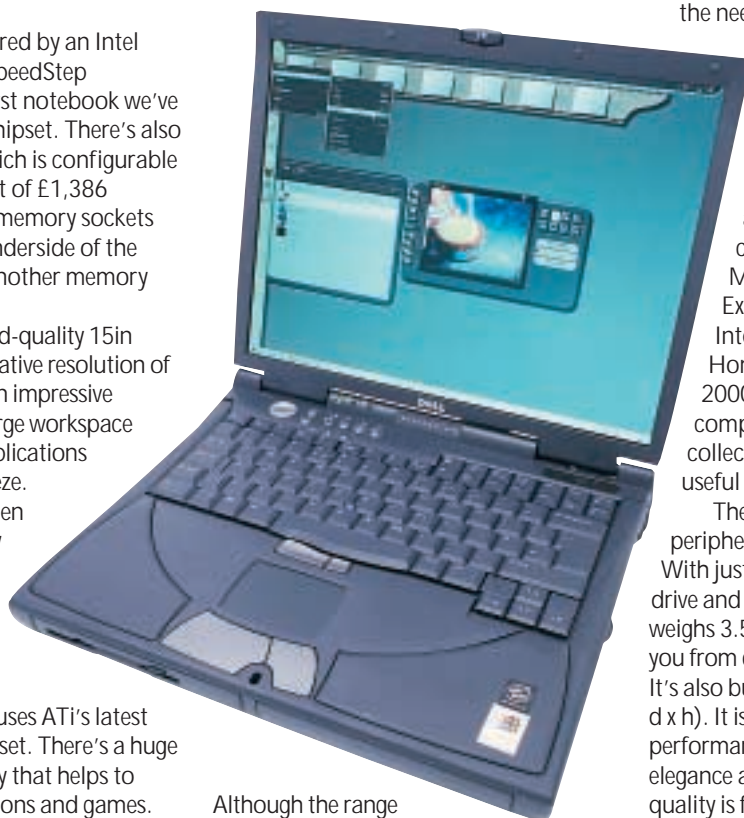 ered by an Intel
peedStep
st notebook we've
hipset. There's also
ich is configurable
t of £1,386
memory sockets
nderside of the
nother memory
d-quality 15in
ative resolution of
n impressive
rge workspace
plications
eze.
en
uses ATi's latest
set. There's a huge
y that helps to
ons and games.
Although the range
DELL
the nee
Ex
Inte
Hor
2000
comp
collec
useful
The
periphe
With just
drive and
weighs 3.5
you from
It's also bu
d x h). It is
performan
elegance a
quality is f